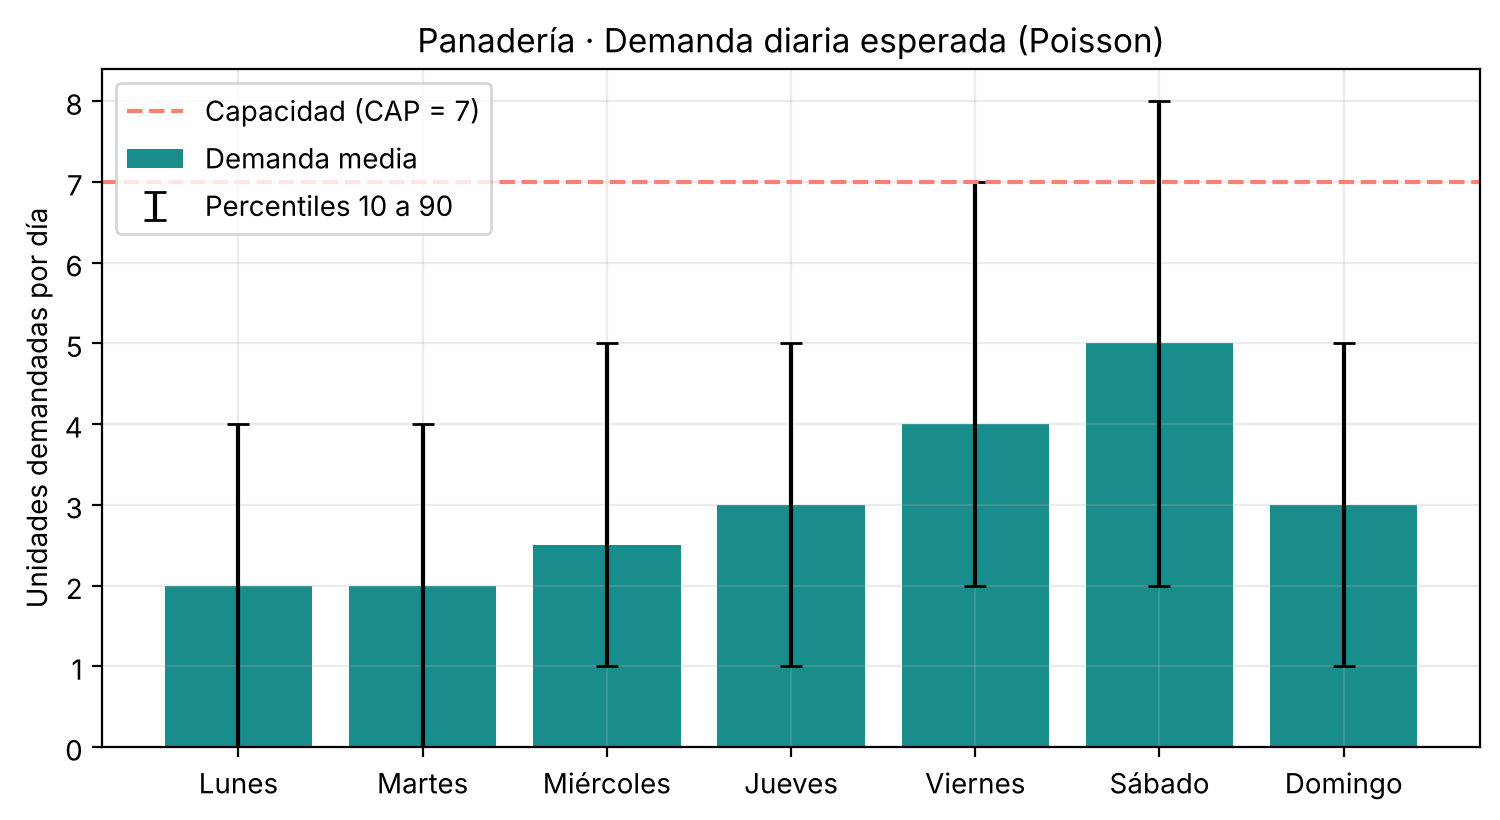 Panadería · Demanda diaria esperada (Poisson)
Capacidad (CAP = 7)
Demanda media
Percentiles 10 a 90
Unidades demandadas por día
8
7
6
5
4
3
2
1
0
Lunes Martes Miércoles Jueves Viernes Sábado Domingo